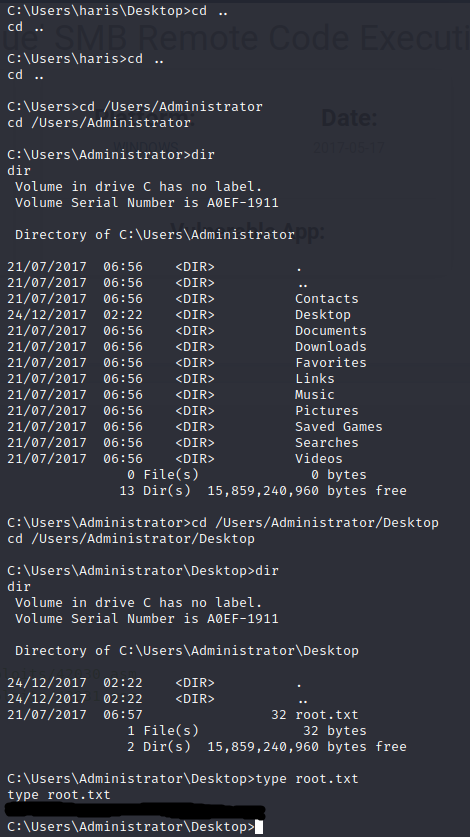 C:\Users\haris\Desktop>cd ..
cd ..
C:\Users\haris>cd ..
cd ..
C:\Users>cd /Users/Administrator
cd /Users/Administrator
C:\Users\Administrator>dir
dir
 Volume in drive C has no label.
 Volume Serial Number is A0EF-1911
 Directory of C:\Users\Administrator
21/07/2017  06:56    <DIR>          .
21/07/2017  06:56    <DIR>          ..
21/07/2017  06:56    <DIR>          Contacts
24/12/2017  02:22    <DIR>          Desktop
21/07/2017  06:56    <DIR>          Documents
21/07/2017  06:56    <DIR>          Downloads
21/07/2017  06:56    <DIR>          Favorites
21/07/2017  06:56    <DIR>          Links
21/07/2017  06:56    <DIR>          Music
21/07/2017  06:56    <DIR>          Pictures
21/07/2017  06:56    <DIR>          Saved Games
21/07/2017  06:56    <DIR>          Searches
21/07/2017  06:56    <DIR>          Videos
               0 File(s)              0 bytes
              13 Dir(s)  15,859,240,960 bytes free
C:\Users\Administrator>cd /Users/Administrator/Desktop
cd /Users/Administrator/Desktop
C:\Users\Administrator\Desktop>dir
dir
 Volume in drive C has no label.
 Volume Serial Number is A0EF-1911
 Directory of C:\Users\Administrator\Desktop
24/12/2017  02:22    <DIR>          .
24/12/2017  02:22    <DIR>          ..
21/07/2017  06:57                32 root.txt
               1 File(s)             32 bytes
               2 Dir(s)  15,859,240,960 bytes free
C:\Users\Administrator\Desktop>type root.txt
type root.txt
C:\Users\Administrator\Desktop>
SMB Remote Code Executi
Date: